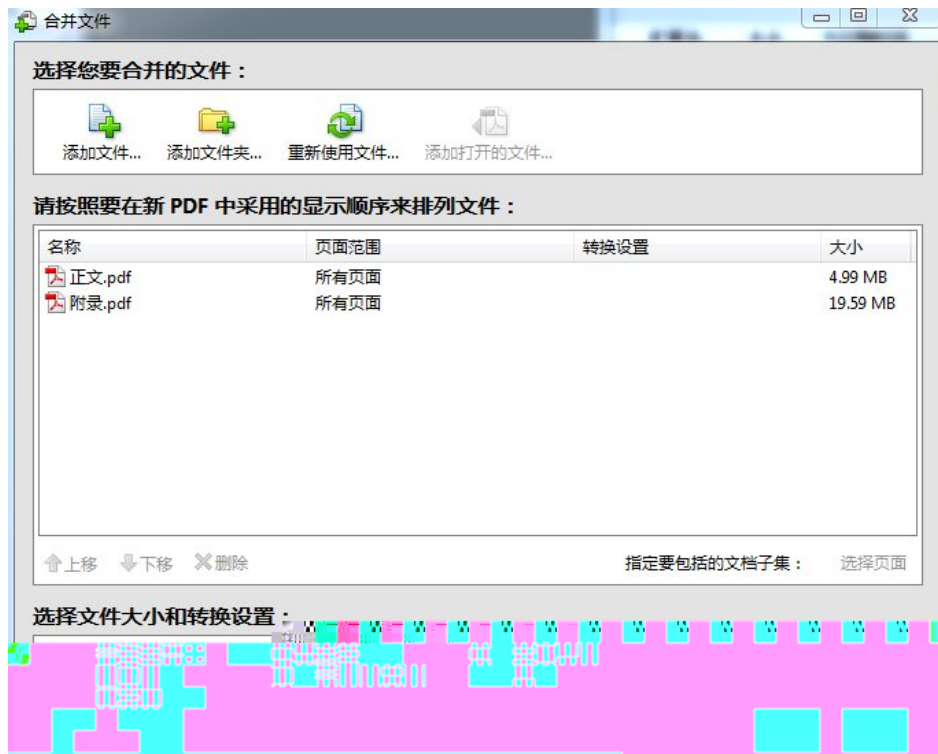 合并文件
选择您要合并的文件：
添加文件... 添加文件夹... 重新使用文件... 添加打开的文件...
请按照要在新 PDF 中采用的显示顺序来排列文件：
名称 页面范围 转换设置 大小
正文.pdf 所有页面 4.99 MB
附录.pdf 所有页面 19.59 MB
上移 下移 删除 指定要包括的文档子集： 选择页面
选择文件大小和转换设置：